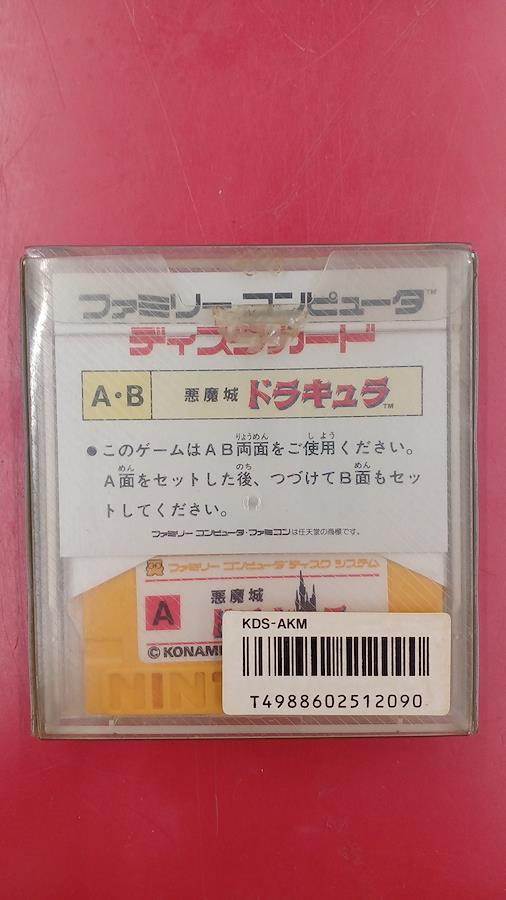 ファミリー コンピュータ™
ディスクカード
A・B 悪魔城 ドラキュラ™
●このゲームはAB両面をご使用ください。
A面をセットした後、つづけてB面もセッ
トしてください。
ファミリー コンピュータ・ファミコンは任天堂の商標です。
ファミリー コンピュータ ディスク システム
A 悪魔城
©KONAMI
KDS-AKM
T4988602512090